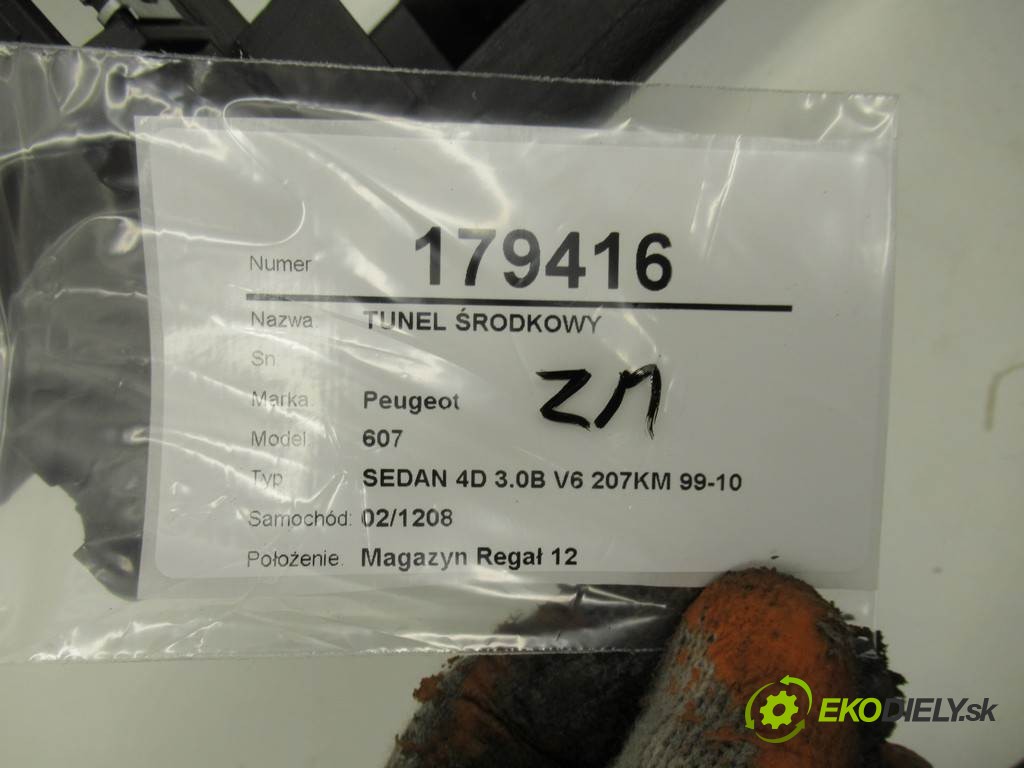 Numer 179416
Nazwa: TUNEL ŚRODKOWY
Sn:
ZM
Marka: Peugeot
Model: 607
Typ: SEDAN 4D 3.0B V6 207KM 99-10
Samochód: 02/1208
Położenie: Magazyn Regał 12
EKODIELY.sk